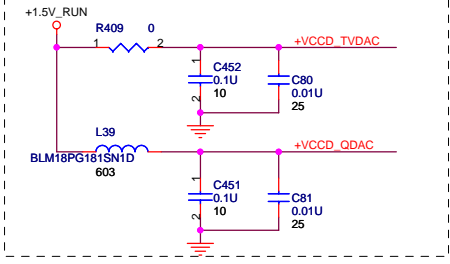 +1.5V_RUN
R409 0
1 2
+VCCD_TVDAC
1
C452
0.1U
10
2
C80
0.01U
25
L39
BLM18PG181SN1D
603
+VCCD_QDAC
1
C451
0.1U
10
2
C81
0.01U
25